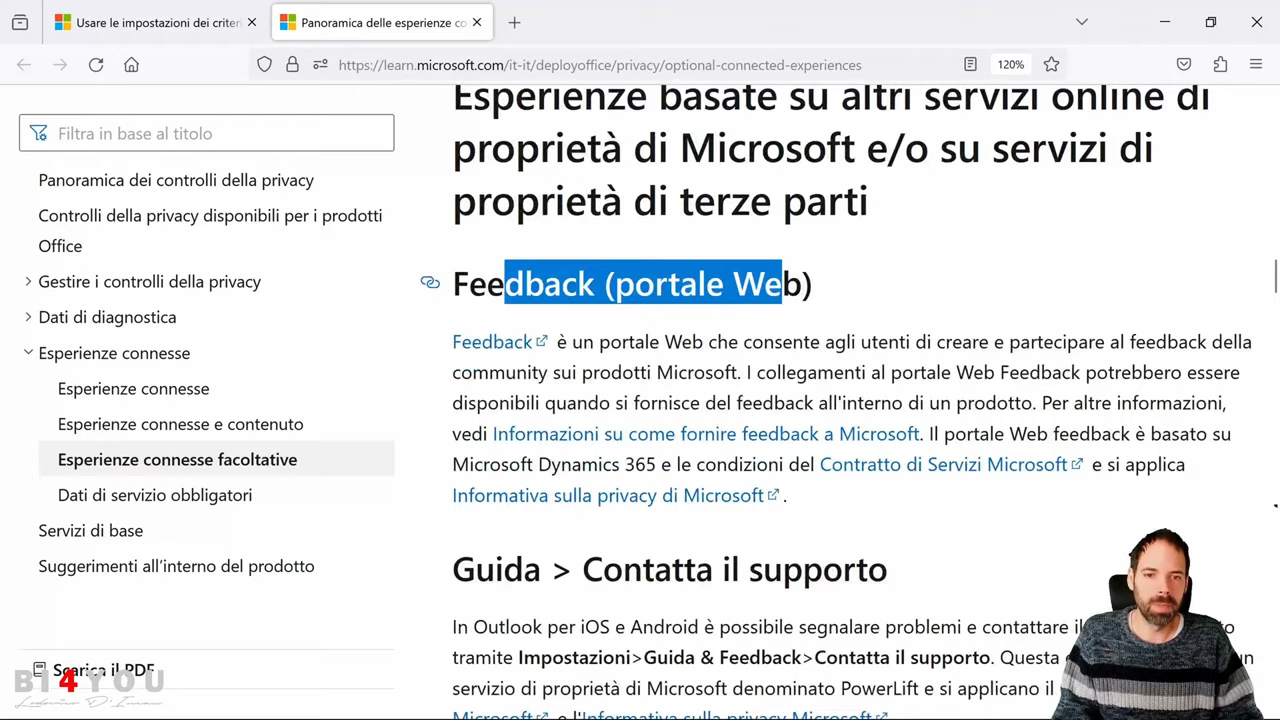 Usare le impostazioni dei criter
Panoramica delle esperienze co
https://learn.microsoft.com/it-it/deployoffice/privacy/optional-connected-experiences
120%
Filtra in base al titolo
Panoramica dei controlli della privacy
Controlli della privacy disponibili per i prodotti
Office
Gestire i controlli della privacy
Dati di diagnostica
Esperienze connesse
Esperienze connesse
Esperienze connesse e contenuto
Esperienze connesse facoltative
Dati di servizio obbligatori
Servizi di base
Suggerimenti all'interno del prodotto
Scarica il PDF
BI4YOU
Esperienze basate su altri servizi online di
proprietà di Microsoft e/o su servizi di
proprietà di terze parti
Feedback (portale Web)
Feedback è un portale Web che consente agli utenti di creare e partecipare al feedback della
community sui prodotti Microsoft. I collegamenti al portale Web Feedback potrebbero essere
disponibili quando si fornisce del feedback all'interno di un prodotto. Per altre informazioni,
vedi Informazioni su come fornire feedback a Microsoft. Il portale Web feedback è basato su
Microsoft Dynamics 365 e le condizioni del Contratto di Servizi Microsoft e si applica
Informativa sulla privacy di Microsoft.
Guida > Contatta il supporto
In Outlook per iOS e Android è possibile segnalare problemi e contattare il
tramite Impostazioni>Guida & Feedback>Contatta il supporto. Questa
servizio di proprietà di Microsoft denominato PowerLift e si applicano il
Microsoft e l'Informativa sulla privacy Microsoft